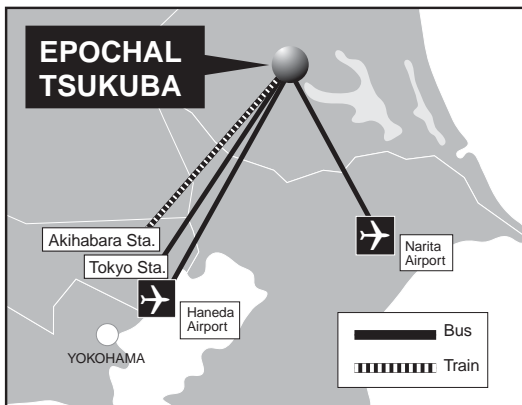 EPOCHAL
TSUKUBA
Akihabara Sta.
Tokyo Sta.
Haneda
Airport
Narita
Airport
YOKOHAMA
Bus
Train